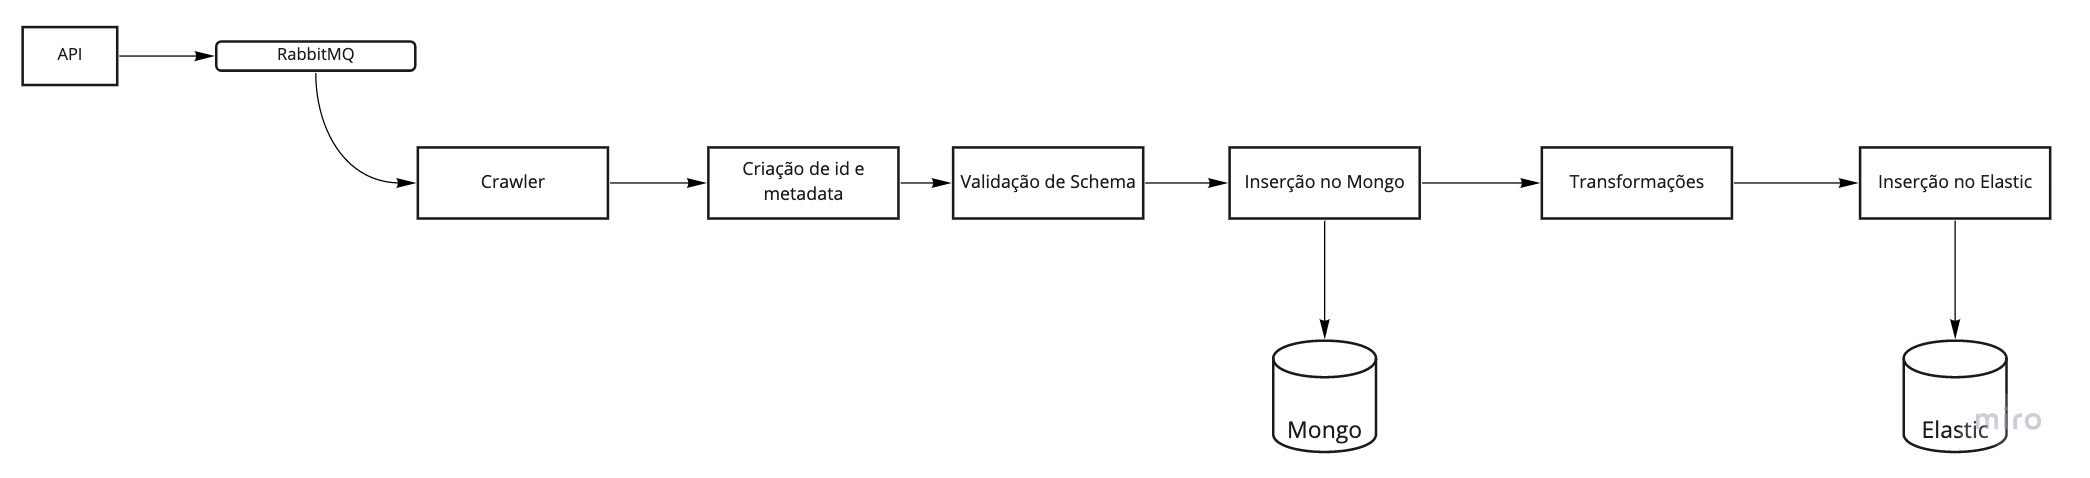 API
RabbitMQ
Crawler
Criação de id e
metadata
Validação de Schema
Inserção no Mongo
Transformações
Inserção no Elastic
Mongo
Elastic
miro